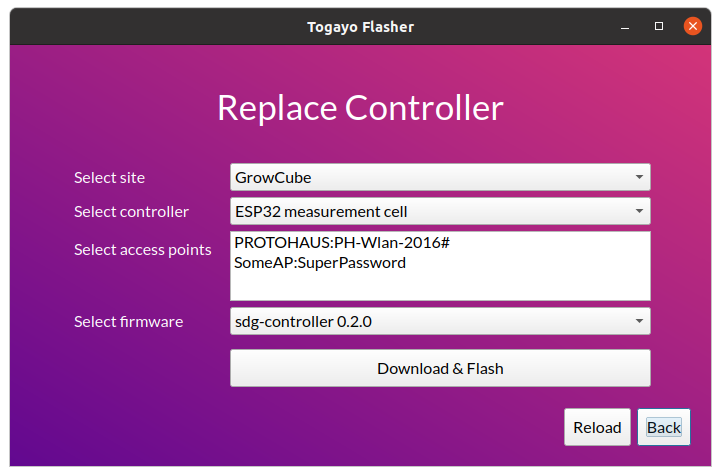 Togayo Flasher
Replace Controller
Select site
GrowCube
Select controller
ESP32 measurement cell
Select access points
PROTOHAUS:PH-Wlan-2016#
SomeAP:SuperPassword
Select firmware
sdg-controller 0.2.0
Download & Flash
Reload
Back